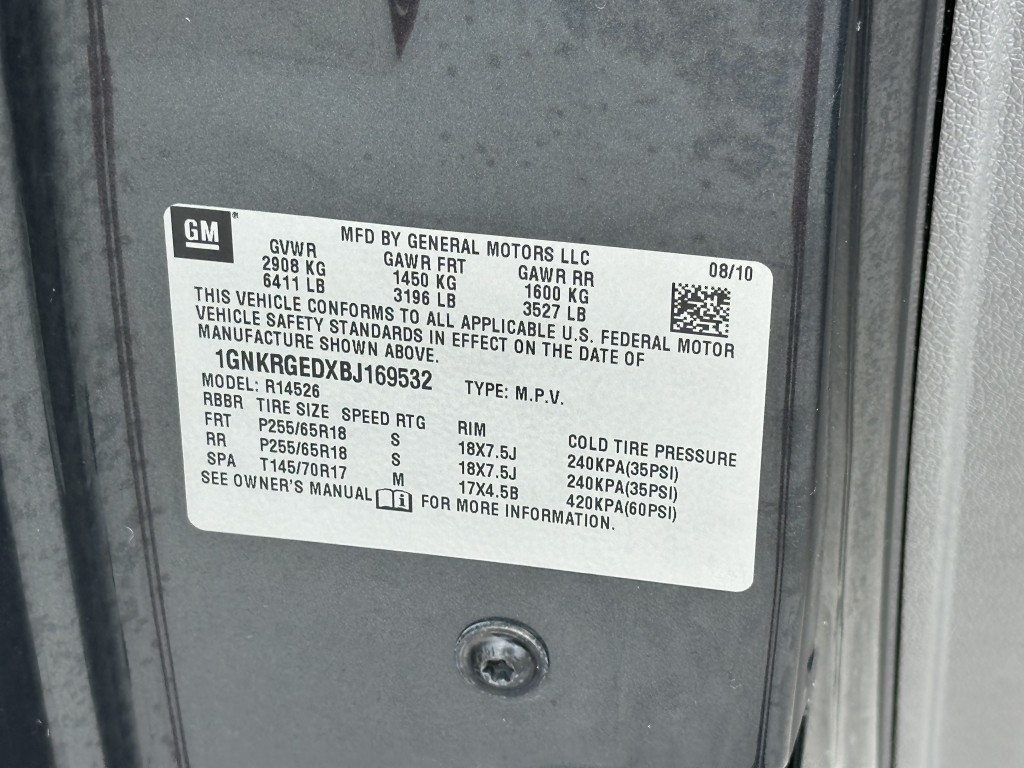 GM ®
MFD BY GENERAL MOTORS LLC 08/10
GVWR GAWR FRT GAWR RR
2908 KG 1450 KG 1600 KG
6411 LB 3196 LB 3527 LB
THIS VEHICLE CONFORMS TO ALL APPLICABLE U.S. FEDERAL MOTOR
VEHICLE SAFETY STANDARDS IN EFFECT ON THE DATE OF
MANUFACTURE SHOWN ABOVE.
1GNKRGEDXBJ169532 TYPE: M.P.V.
MODEL: R14526
RBBR TIRE SIZE SPEED RTG RIM COLD TIRE PRESSURE
FRT P255/65R18 S 18X7.5J 240KPA(35PSI)
RR P255/65R18 S 18X7.5J 240KPA(35PSI)
SPA T145/70R17 M 17X4.5B 420KPA(60PSI)
SEE OWNER'S MANUAL i FOR MORE INFORMATION.